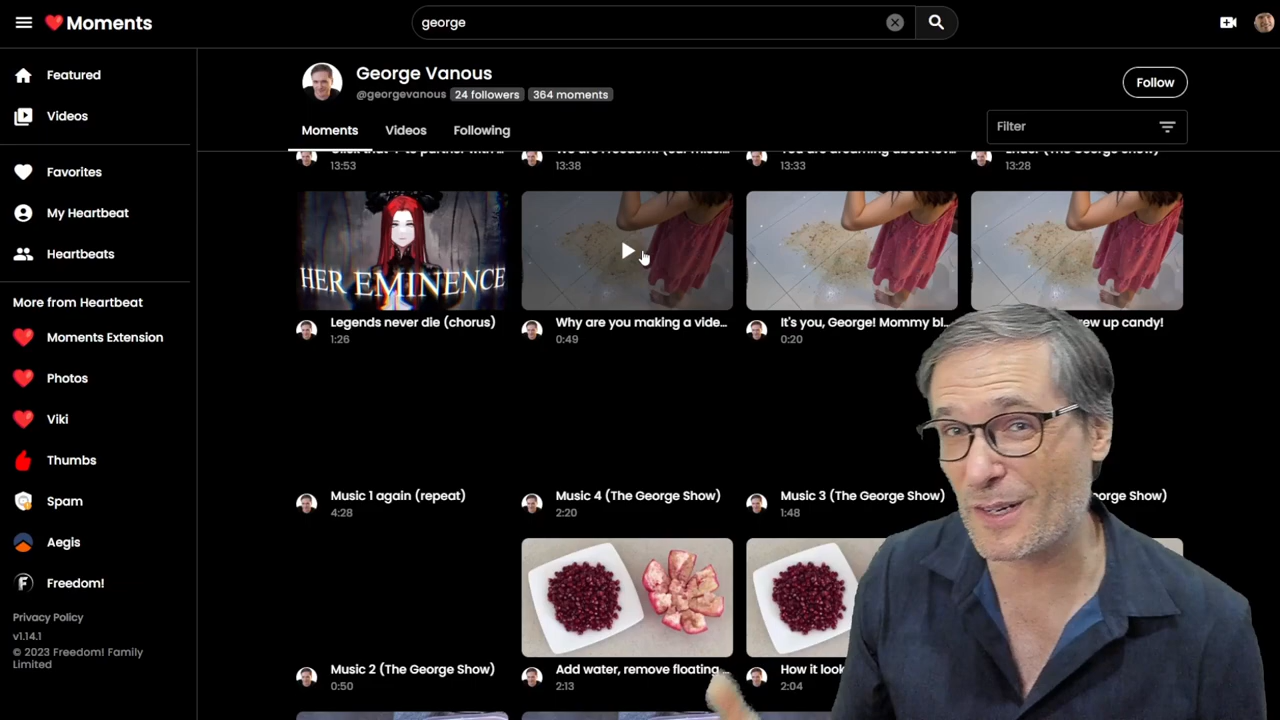 Moments
george
Featured
Videos
Favorites
My Heartbeat
Heartbeats
More from Heartbeat
Moments Extension
Photos
Viki
Thumbs
Spam
Aegis
Freedom!
Privacy Policy
v1.14.1
© 2023 Freedom! Family
Limited
George Vanous
@georgevanous 24 followers 364 moments
Follow
Moments Videos Following
Filter
13:53 13:38 13:33 13:28
HER EMINENCE
Legends never die (chorus) Why are you making a vide... It's you, George! Mommy bl... ew up candy!
1:26 0:49 0:20
Music 1 again (repeat) Music 4 (The George Show) Music 3 (The George Show) orge Show)
4:28 2:20 1:48
Music 2 (The George Show) Add water, remove floating How it look
0:50 2:13 2:04